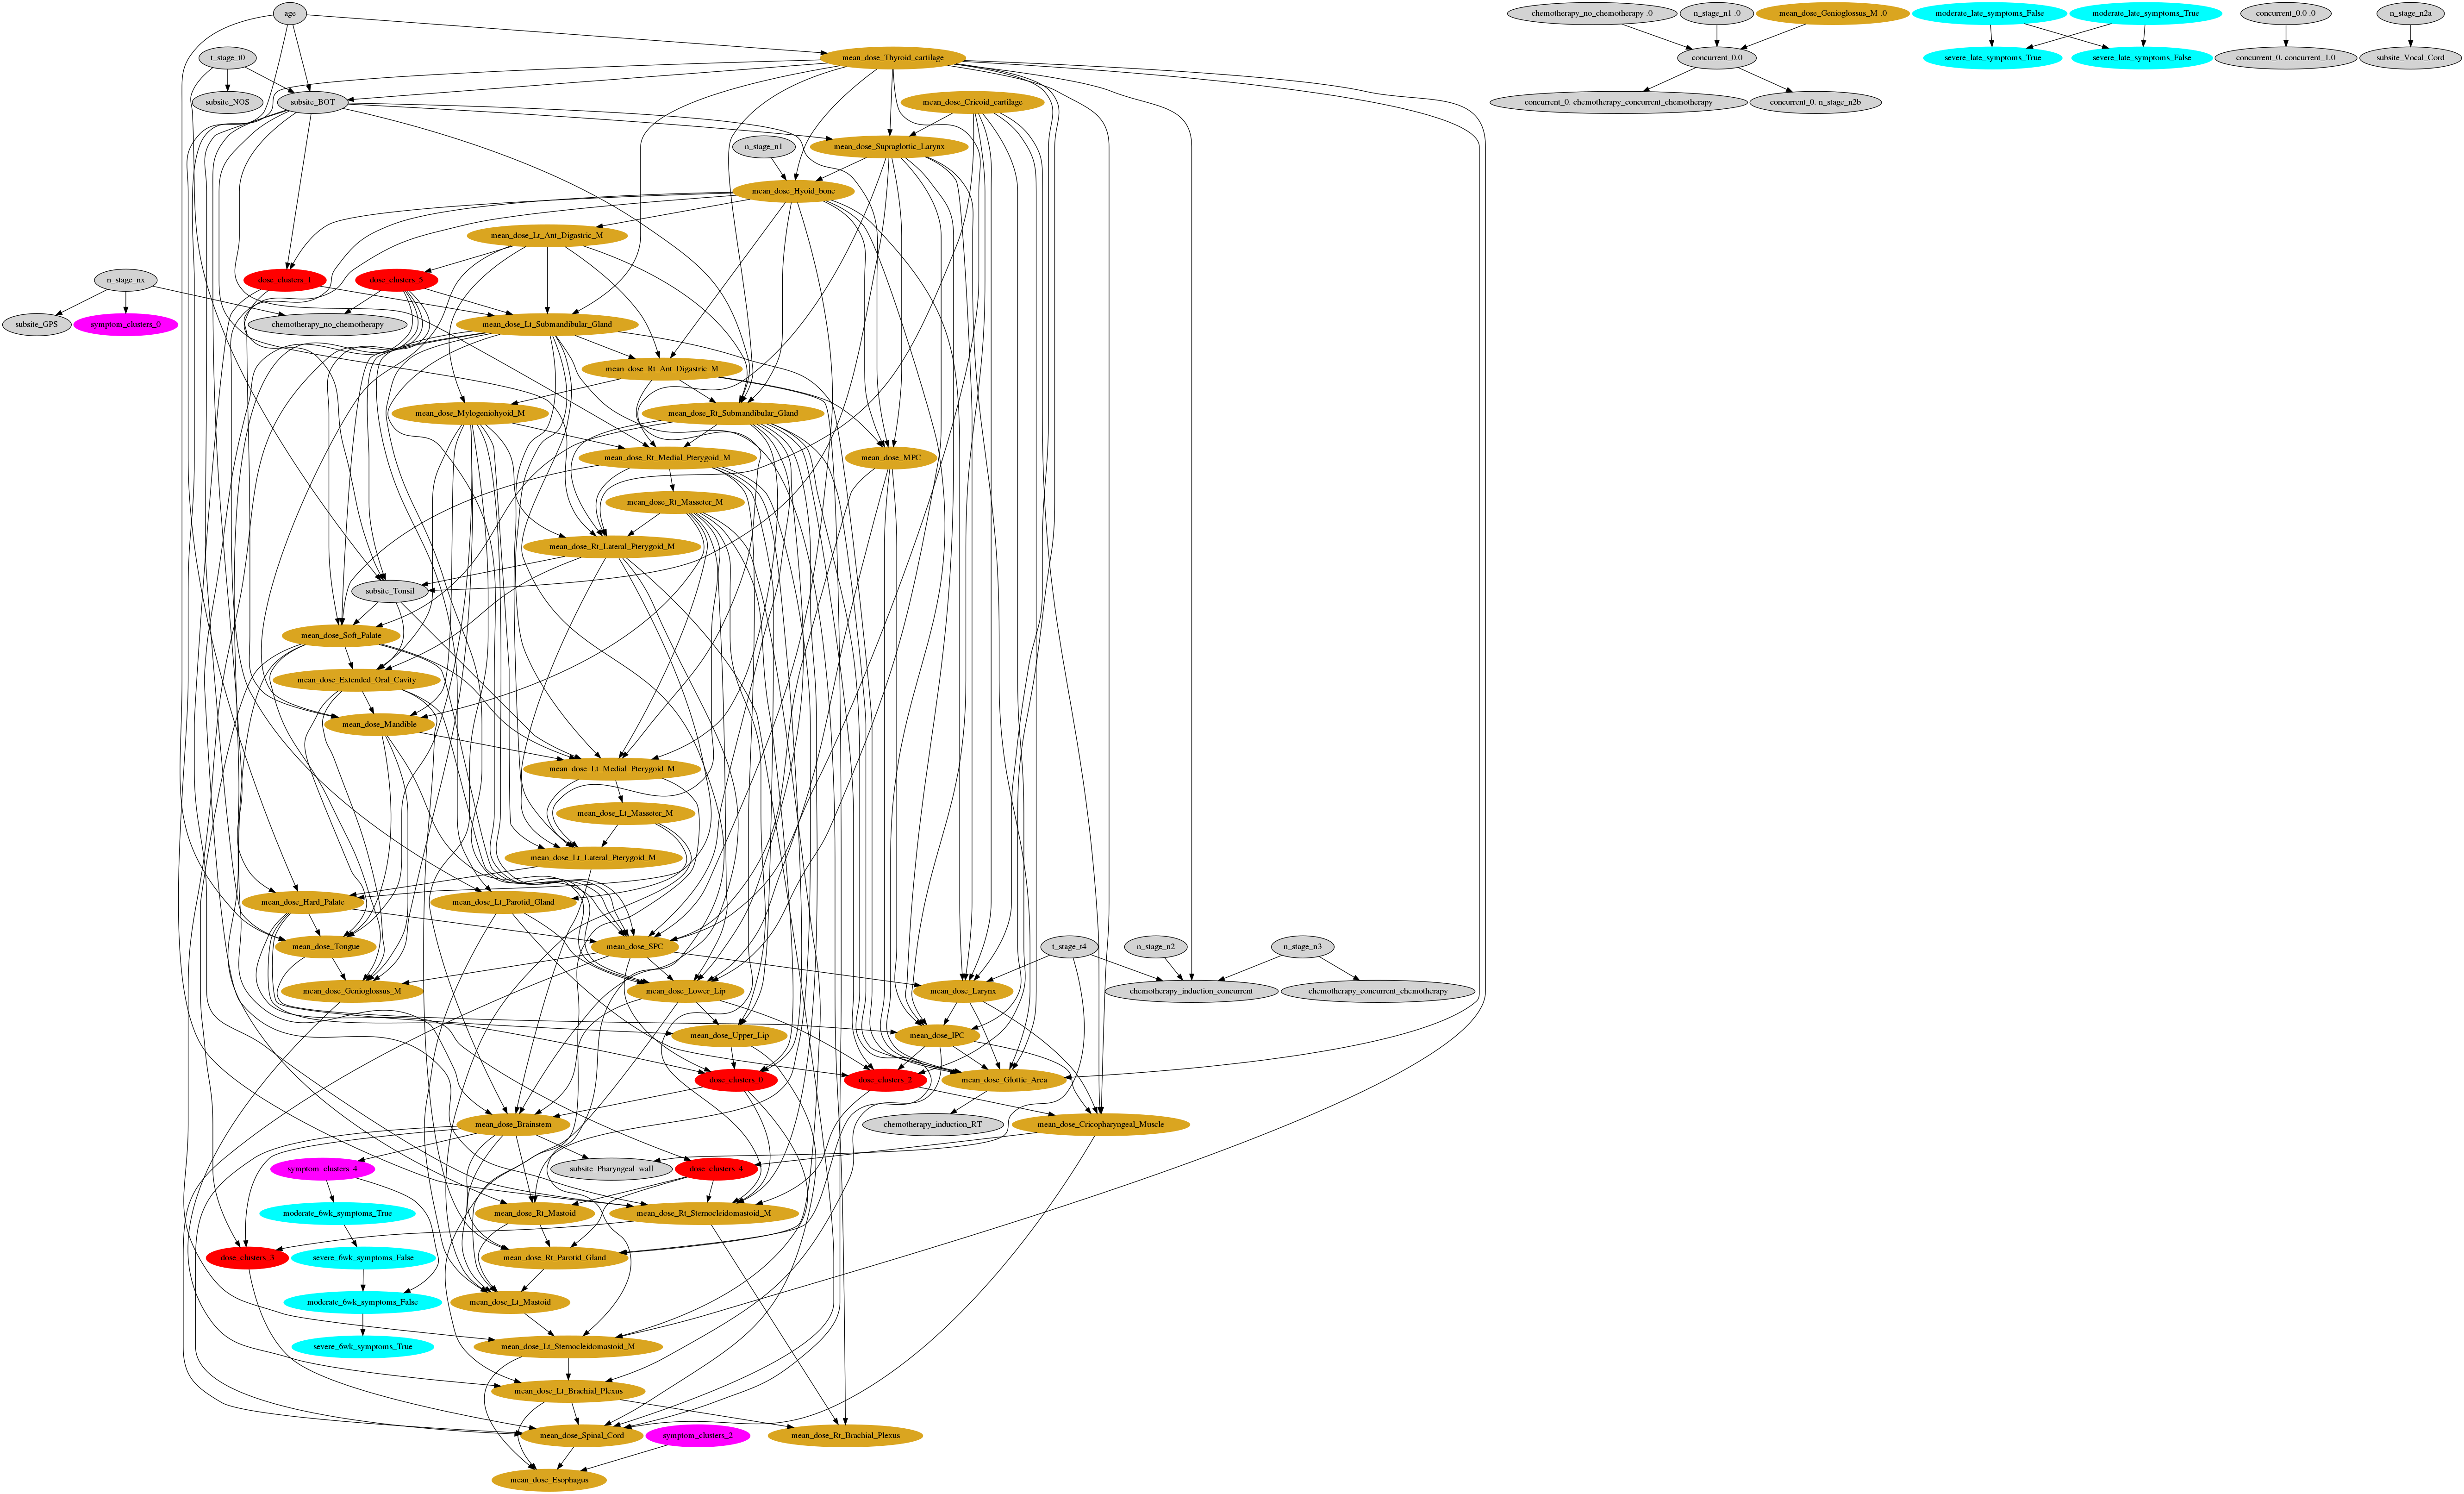 age
chemotherapy_no_chemotherapy .0
n_stage_n1 .0
mean_dose_Genioglossus_M .0
moderate_late_symptoms_False
moderate_late_symptoms_True
concurrent_0.0 .0
n_stage_n2a
t_stage_t0
mean_dose_Thyroid_cartilage
concurrent_0.0
severe_late_symptoms_True
severe_late_symptoms_False
concurrent_0. concurrent_1.0
subsite_Vocal_Cord
subsite_NOS
subsite_BOT
mean_dose_Cricoid_cartilage
concurrent_0. chemotherapy_concurrent_chemotherapy
concurrent_0. n_stage_n2b
n_stage_n1
mean_dose_Supraglottic_Larynx
mean_dose_Hyoid_bone
mean_dose_Lt_Ant_Digastric_M
n_stage_nx
dose_clusters_1
dose_clusters_5
subsite_GPS
symptom_clusters_0
chemotherapy_no_chemotherapy
mean_dose_Lt_Submandibular_Gland
mean_dose_Rt_Ant_Digastric_M
mean_dose_Mylogeniohyoid_M
mean_dose_Rt_Submandibular_Gland
mean_dose_Rt_Medial_Pterygoid_M
mean_dose_MPC
mean_dose_Rt_Masseter_M
mean_dose_Rt_Lateral_Pterygoid_M
subsite_Tonsil
mean_dose_Soft_Palate
mean_dose_Extended_Oral_Cavity
mean_dose_Mandible
mean_dose_Lt_Medial_Pterygoid_M
mean_dose_Lt_Masseter_M
mean_dose_Lt_Lateral_Pterygoid_M
mean_dose_Hard_Palate
mean_dose_Lt_Parotid_Gland
mean_dose_Tongue
mean_dose_SPC
t_stage_t4
n_stage_n2
n_stage_n3
mean_dose_Genioglossus_M
mean_dose_Lower_Lip
mean_dose_Larynx
chemotherapy_induction_concurrent
chemotherapy_concurrent_chemotherapy
mean_dose_Upper_Lip
mean_dose_IPC
dose_clusters_0
dose_clusters_2
mean_dose_Glottic_Area
mean_dose_Brainstem
chemotherapy_induction_RT
mean_dose_Cricopharyngeal_Muscle
symptom_clusters_4
subsite_Pharyngeal_wall
dose_clusters_4
moderate_6wk_symptoms_True
mean_dose_Rt_Mastoid
mean_dose_Rt_Sternocleidomastoid_M
dose_clusters_3
severe_6wk_symptoms_False
mean_dose_Rt_Parotid_Gland
moderate_6wk_symptoms_False
mean_dose_Lt_Mastoid
severe_6wk_symptoms_True
mean_dose_Lt_Sternocleidomastoid_M
mean_dose_Lt_Brachial_Plexus
mean_dose_Spinal_Cord
symptom_clusters_2
mean_dose_Rt_Brachial_Plexus
mean_dose_Esophagus